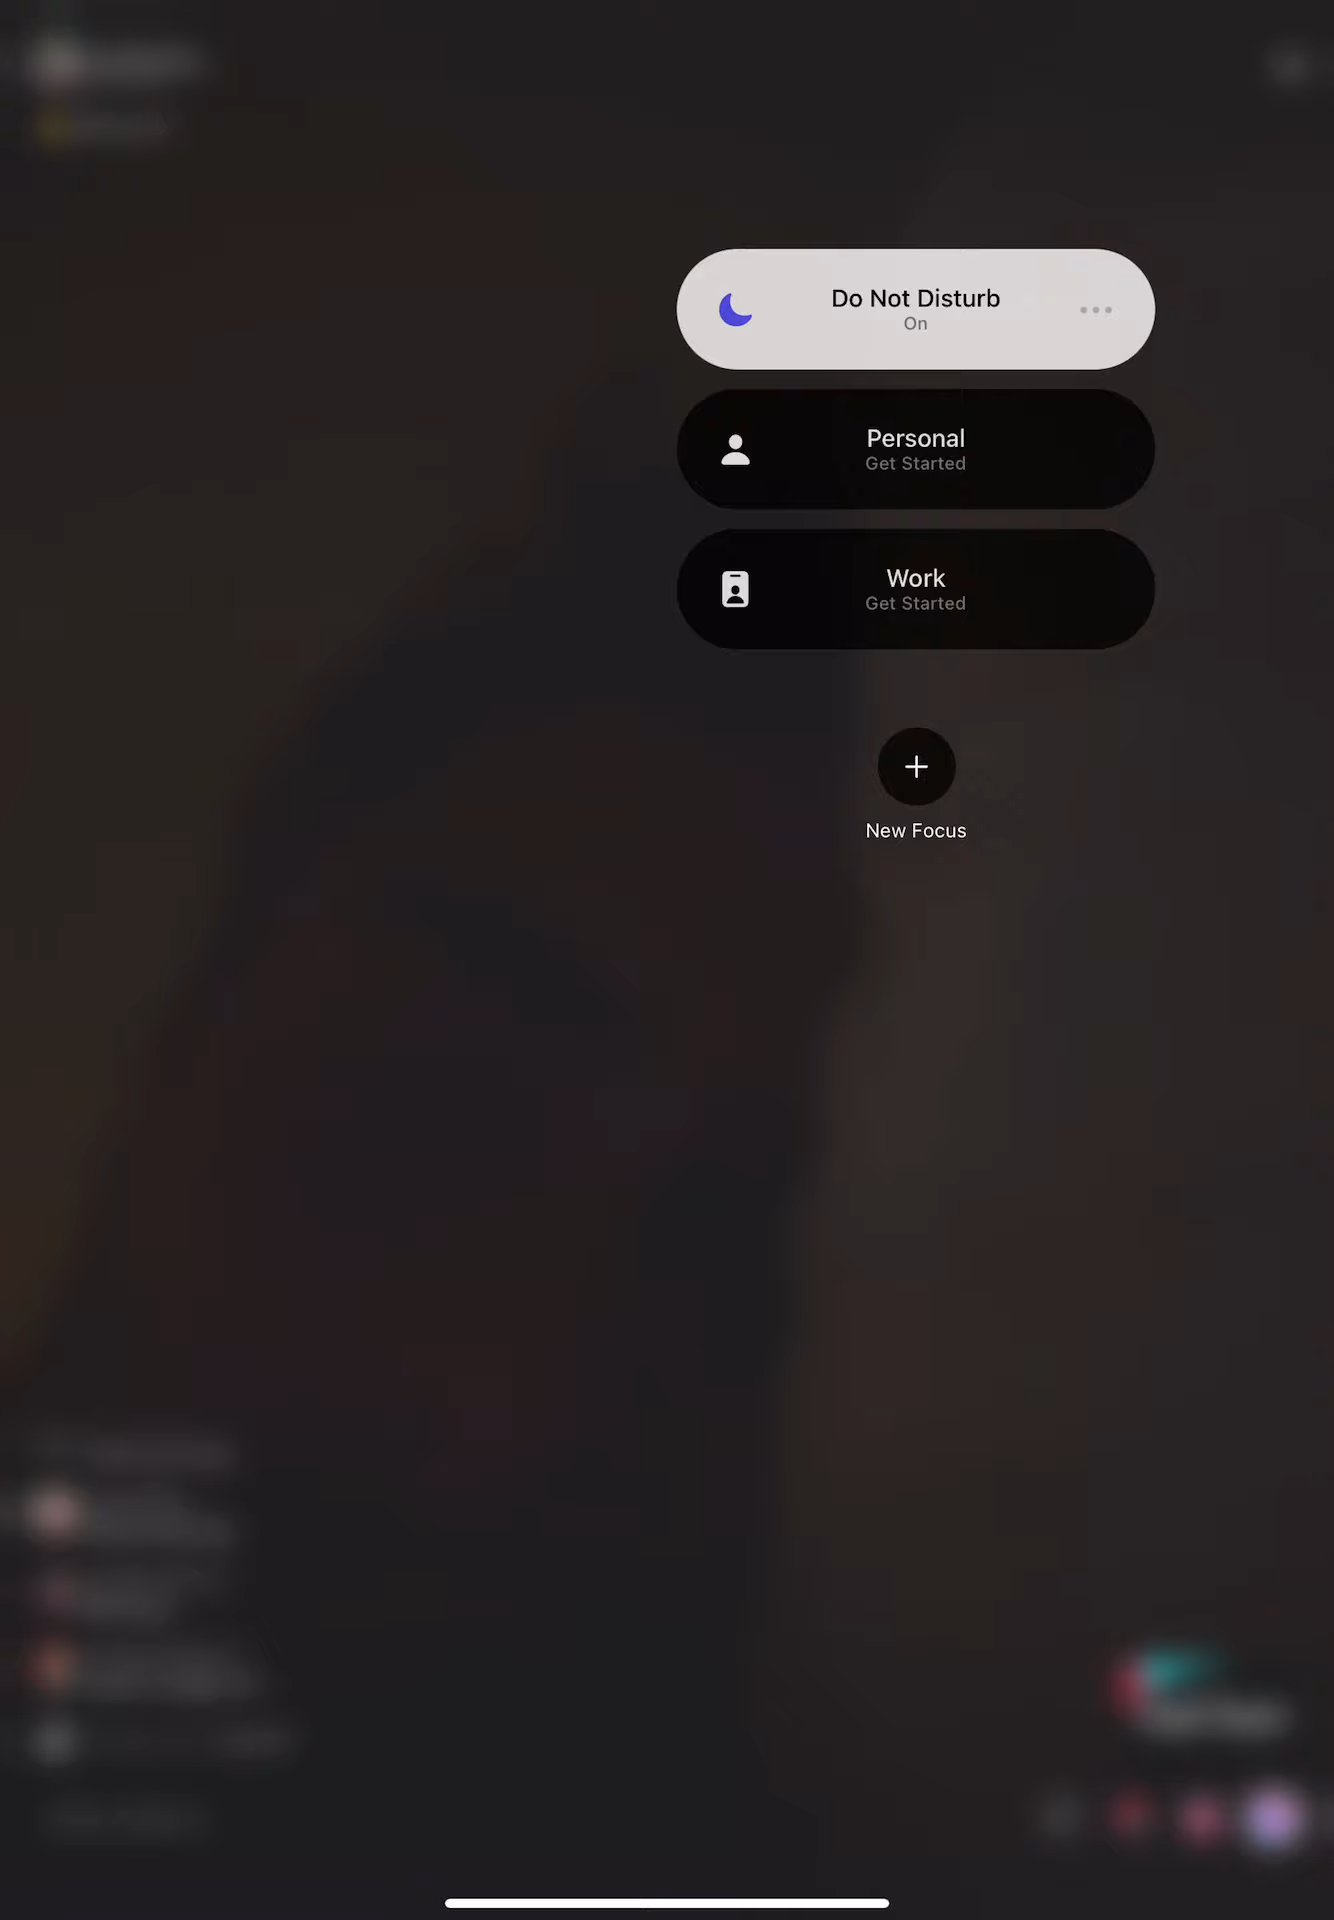 Do Not Disturb
On
Personal
Get Started
Work
Get Started
New Focus